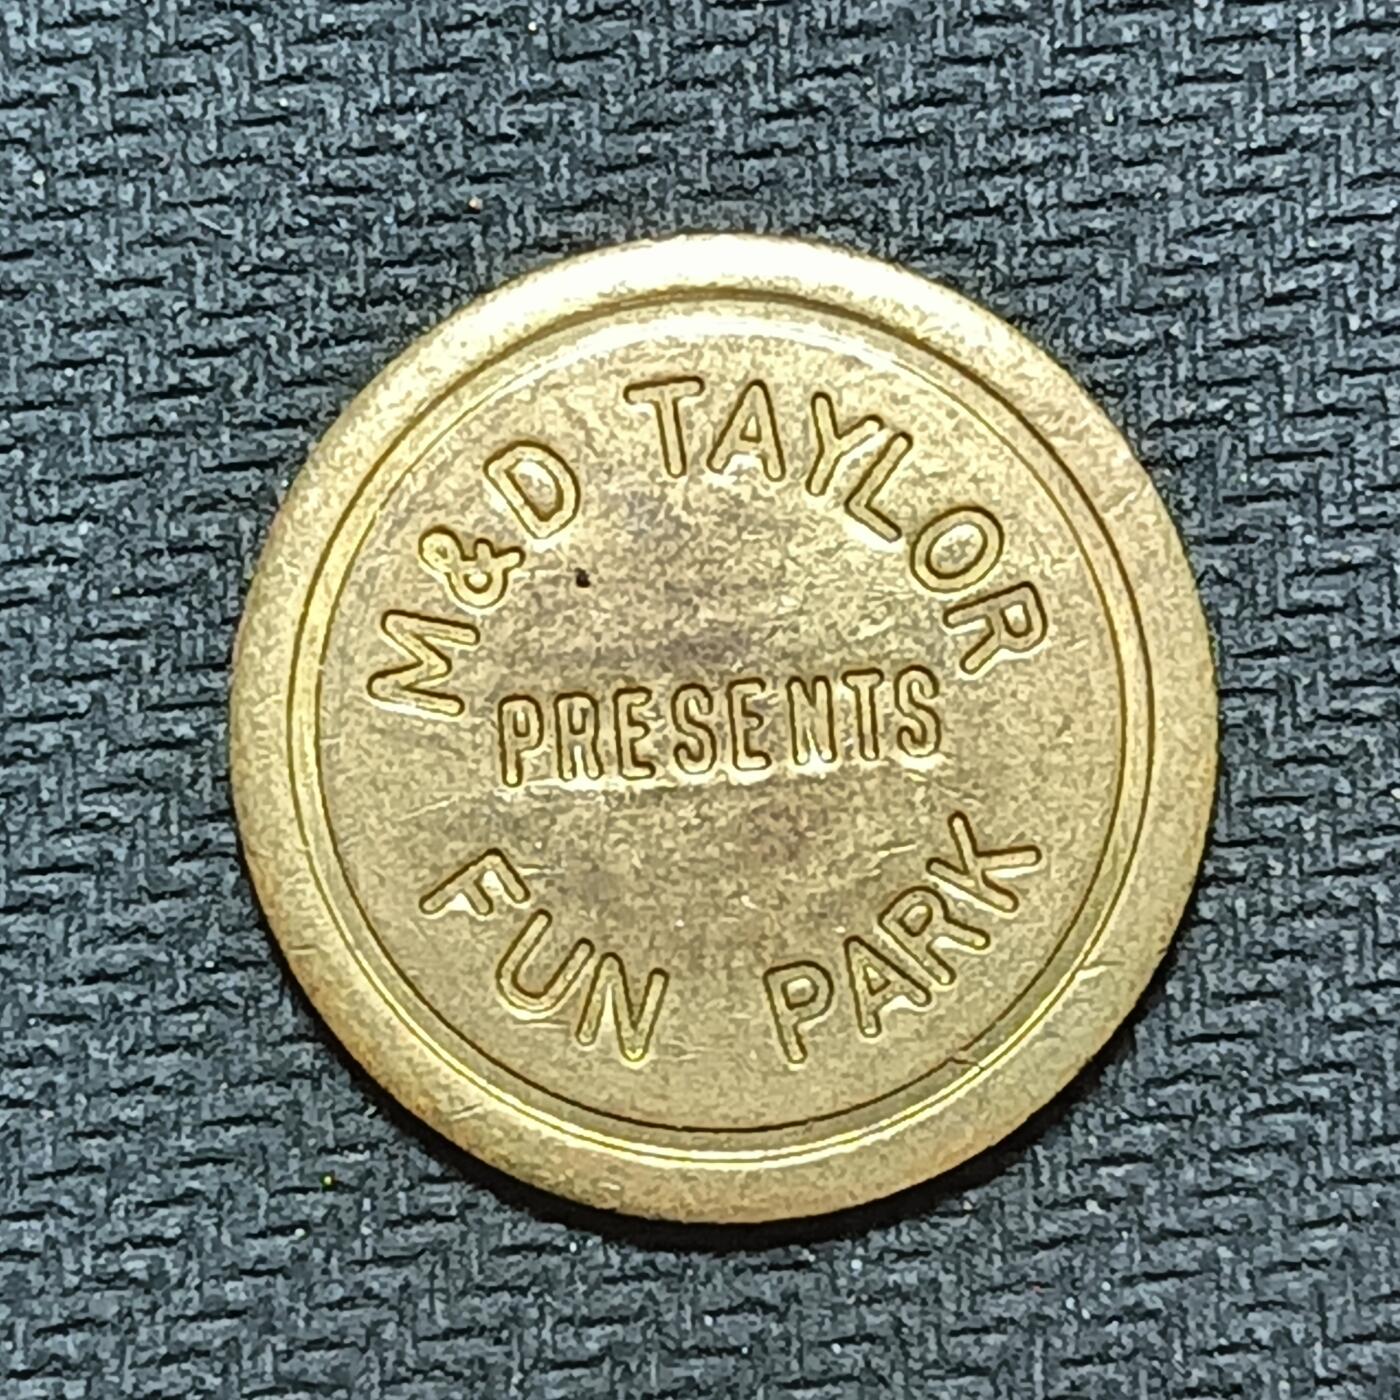 M&D TAYLOR
PRESENTS
FUN PARK